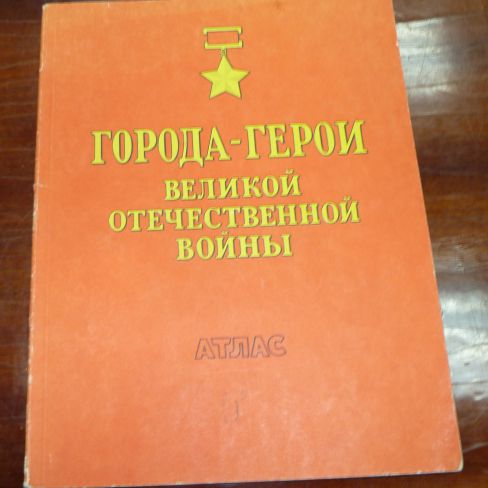 ГОРОДА-ГЕРОИ
ВЕЛИКОЙ
ОТЕЧЕСТВЕННОЙ
ВОЙНЫ
АТЛАС